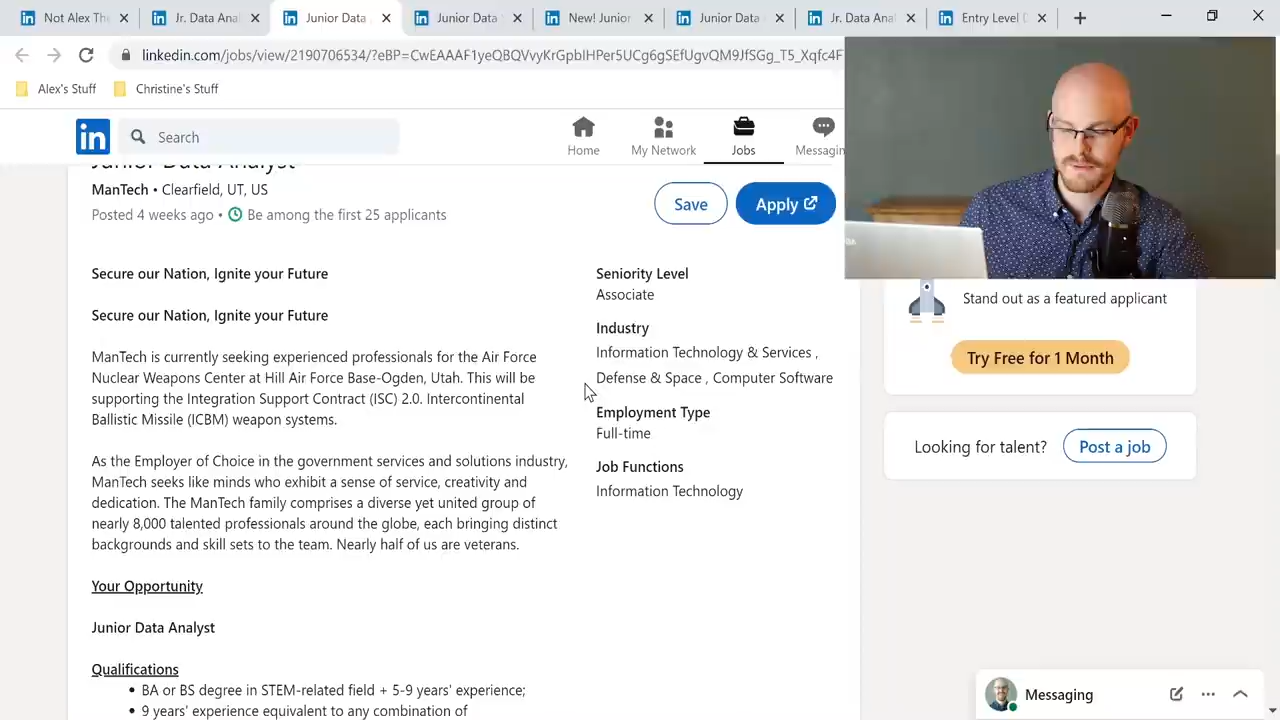 Not Alex The
Jr. Data Anal
Junior Data
Junior Data
New! Junior
Junior Data
Jr. Data Anal
Entry Level D
linkedin.com/jobs/view/2190706534/?eBP=CwEAAAF1yeQBQVvyKrGpblHPer5UCg6gSEfUgvQM9JfSGg_T5_Xqfc4F
Alex's Stuff
Christine's Stuff
in
Search
Home
My Network
Jobs
Messagin
Junior Data Analyst
ManTech • Clearfield, UT, US
Posted 4 weeks ago • Be among the first 25 applicants
Save
Apply
Secure our Nation, Ignite your Future
Secure our Nation, Ignite your Future
ManTech is currently seeking experienced professionals for the Air Force
Nuclear Weapons Center at Hill Air Force Base-Ogden, Utah. This will be
supporting the Integration Support Contract (ISC) 2.0. Intercontinental
Ballistic Missile (ICBM) weapon systems.
As the Employer of Choice in the government services and solutions industry,
ManTech seeks like minds who exhibit a sense of service, creativity and
dedication. The ManTech family comprises a diverse yet united group of
nearly 8,000 talented professionals around the globe, each bringing distinct
backgrounds and skill sets to the team. Nearly half of us are veterans.
Your Opportunity
Junior Data Analyst
Qualifications
• BA or BS degree in STEM-related field + 5-9 years' experience;
• 9 years' experience equivalent to any combination of
Seniority Level
Associate
Industry
Information Technology & Services ,
Defense & Space , Computer Software
Employment Type
Full-time
Job Functions
Information Technology
Stand out as a featured applicant
Try Free for 1 Month
Looking for talent?
Post a job
Messaging